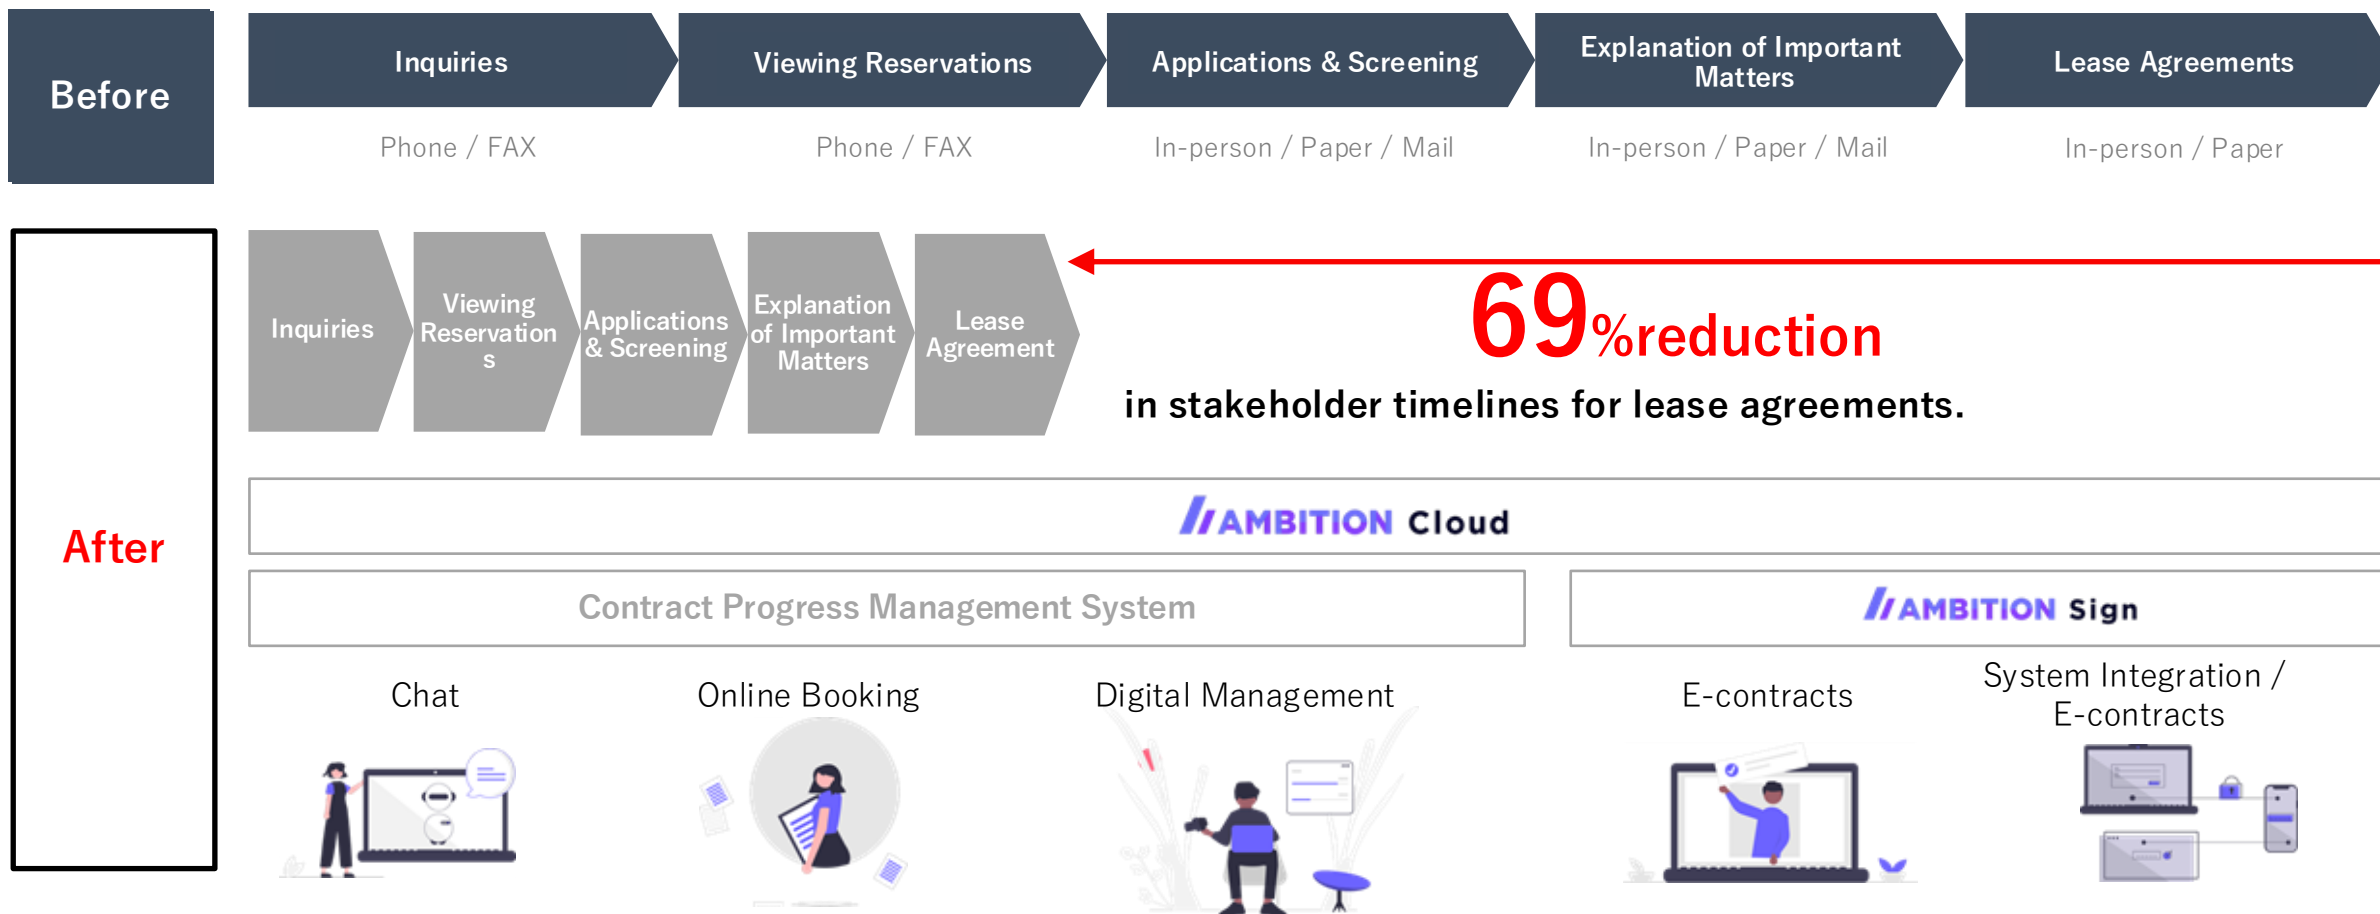 Before
Inquiries
Viewing Reservations
Applications & Screening
Explanation of Important
Matters
Lease Agreements
Phone / FAX
Phone / FAX
In-person / Paper / Mail
In-person / Paper / Mail
In-person / Paper
After
Inquiries
Viewing
Reservation
s
Applications
& Screening
Explanation
of Important
Matters
Lease
Agreement
69%reduction
in stakeholder timelines for lease agreements.
AMBITION Cloud
Contract Progress Management System
AMBITION Sign
Chat
Online Booking
Digital Management
E-contracts
System Integration /
E-contracts